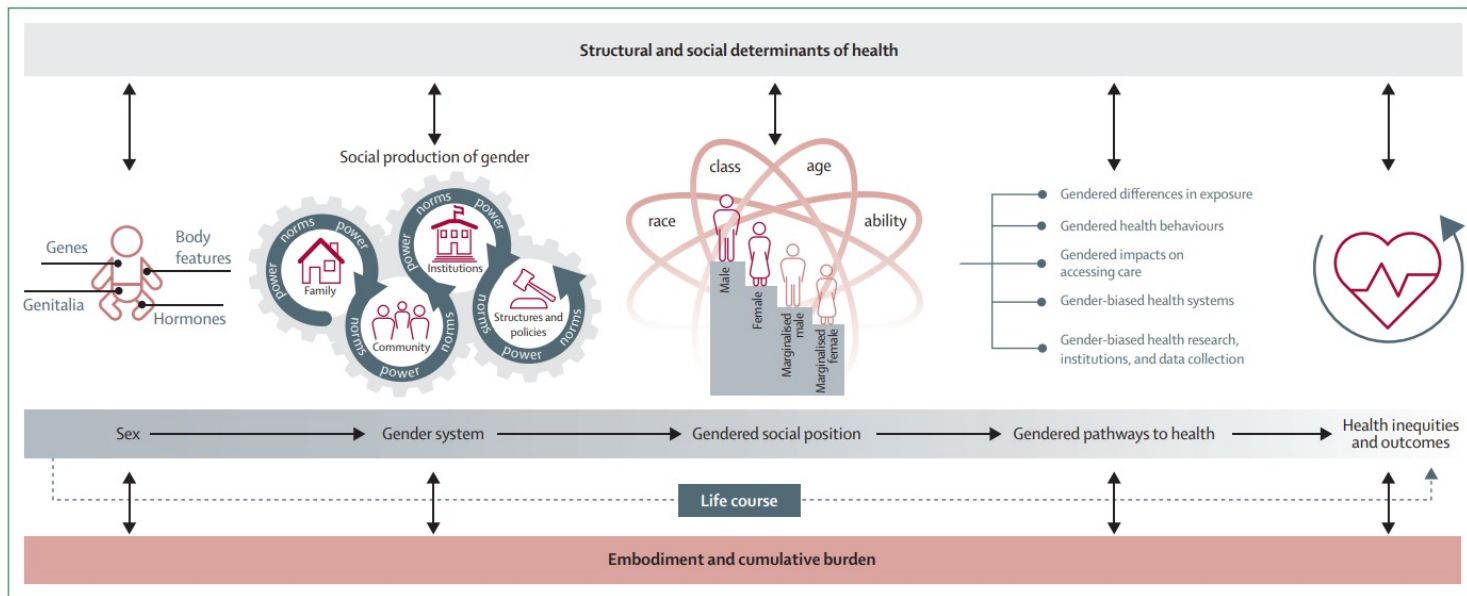 Structural and social determinants of health
Social production of gender
Genes
Body
features
Genitalia
Hormones
power
norms
power
Family
norms
power
norms
Community
power
norms
power
Institutions
norms
power
norms
Structures and
policies
race
class
age
ability
Male
Female
Marginalised
male
Marginalised
female
Gendered differences in exposure
Gendered health behaviours
Gendered impacts on
accessing care
Gender-biased health systems
Gender-biased health research,
institutions, and data collection
Sex
Gender system
Gendered social position
Gendered pathways to health
Health inequities
and outcomes
Life course
Embodiment and cumulative burden